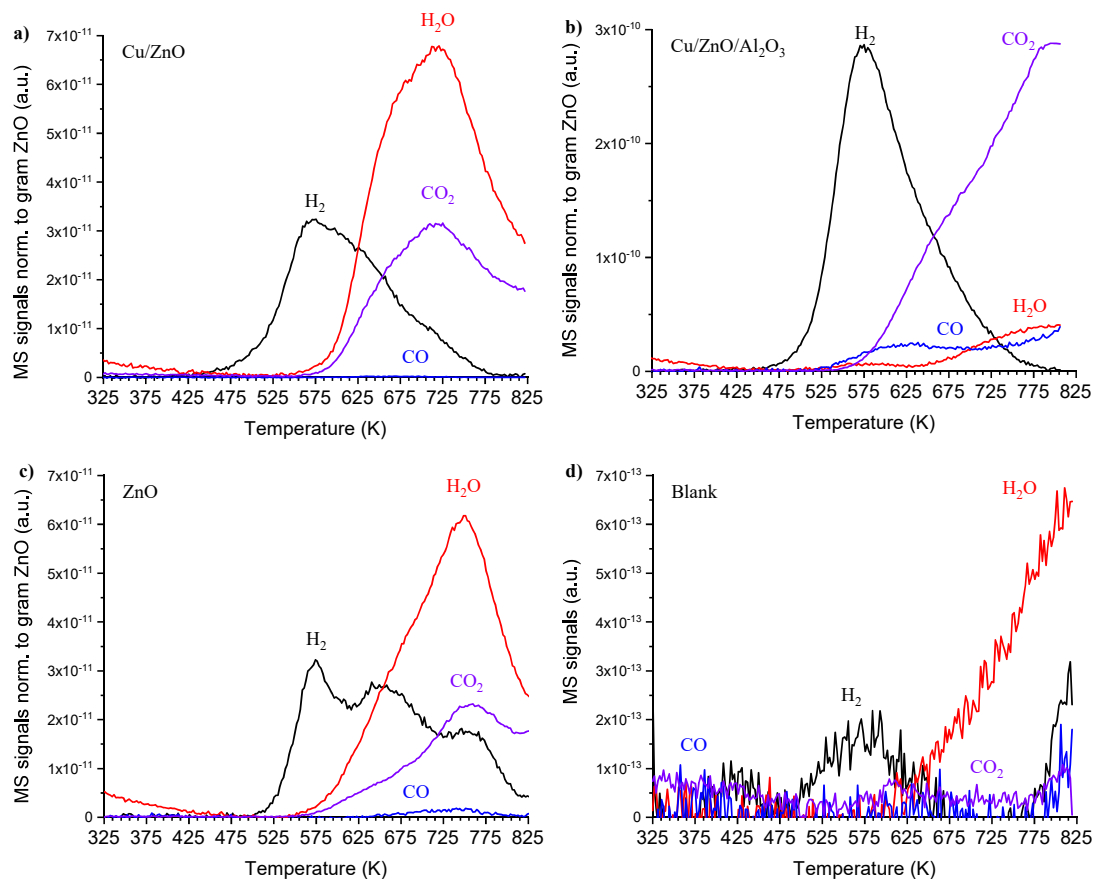 a)
Cu/ZnO
H₂O
H₂
CO₂
CO
MS signals norm. to gram ZnO (a.u.)
7x10⁻¹¹
6x10⁻¹¹
5x10⁻¹¹
4x10⁻¹¹
3x10⁻¹¹
2x10⁻¹¹
1x10⁻¹¹
0
325 375 425 475 525 575 625 675 725 775 825
Temperature (K)
b)
Cu/ZnO/Al₂O₃
H₂
CO₂
H₂O
CO
MS signals norm. to gram ZnO (a.u.)
3x10⁻¹⁰
2x10⁻¹⁰
1x10⁻¹⁰
0
325 375 425 475 525 575 625 675 725 775 825
Temperature (K)
c)
ZnO
H₂O
H₂
CO₂
CO
MS signals norm. to gram ZnO (a.u.)
7x10⁻¹¹
6x10⁻¹¹
5x10⁻¹¹
4x10⁻¹¹
3x10⁻¹¹
2x10⁻¹¹
1x10⁻¹¹
0
325 375 425 475 525 575 625 675 725 775 825
Temperature (K)
d)
Blank
H₂O
H₂
CO
CO₂
MS signals (a.u.)
7x10⁻¹³
6x10⁻¹³
5x10⁻¹³
4x10⁻¹³
3x10⁻¹³
2x10⁻¹³
1x10⁻¹³
0
325 375 425 475 525 575 625 675 725 775 825
Temperature (K)